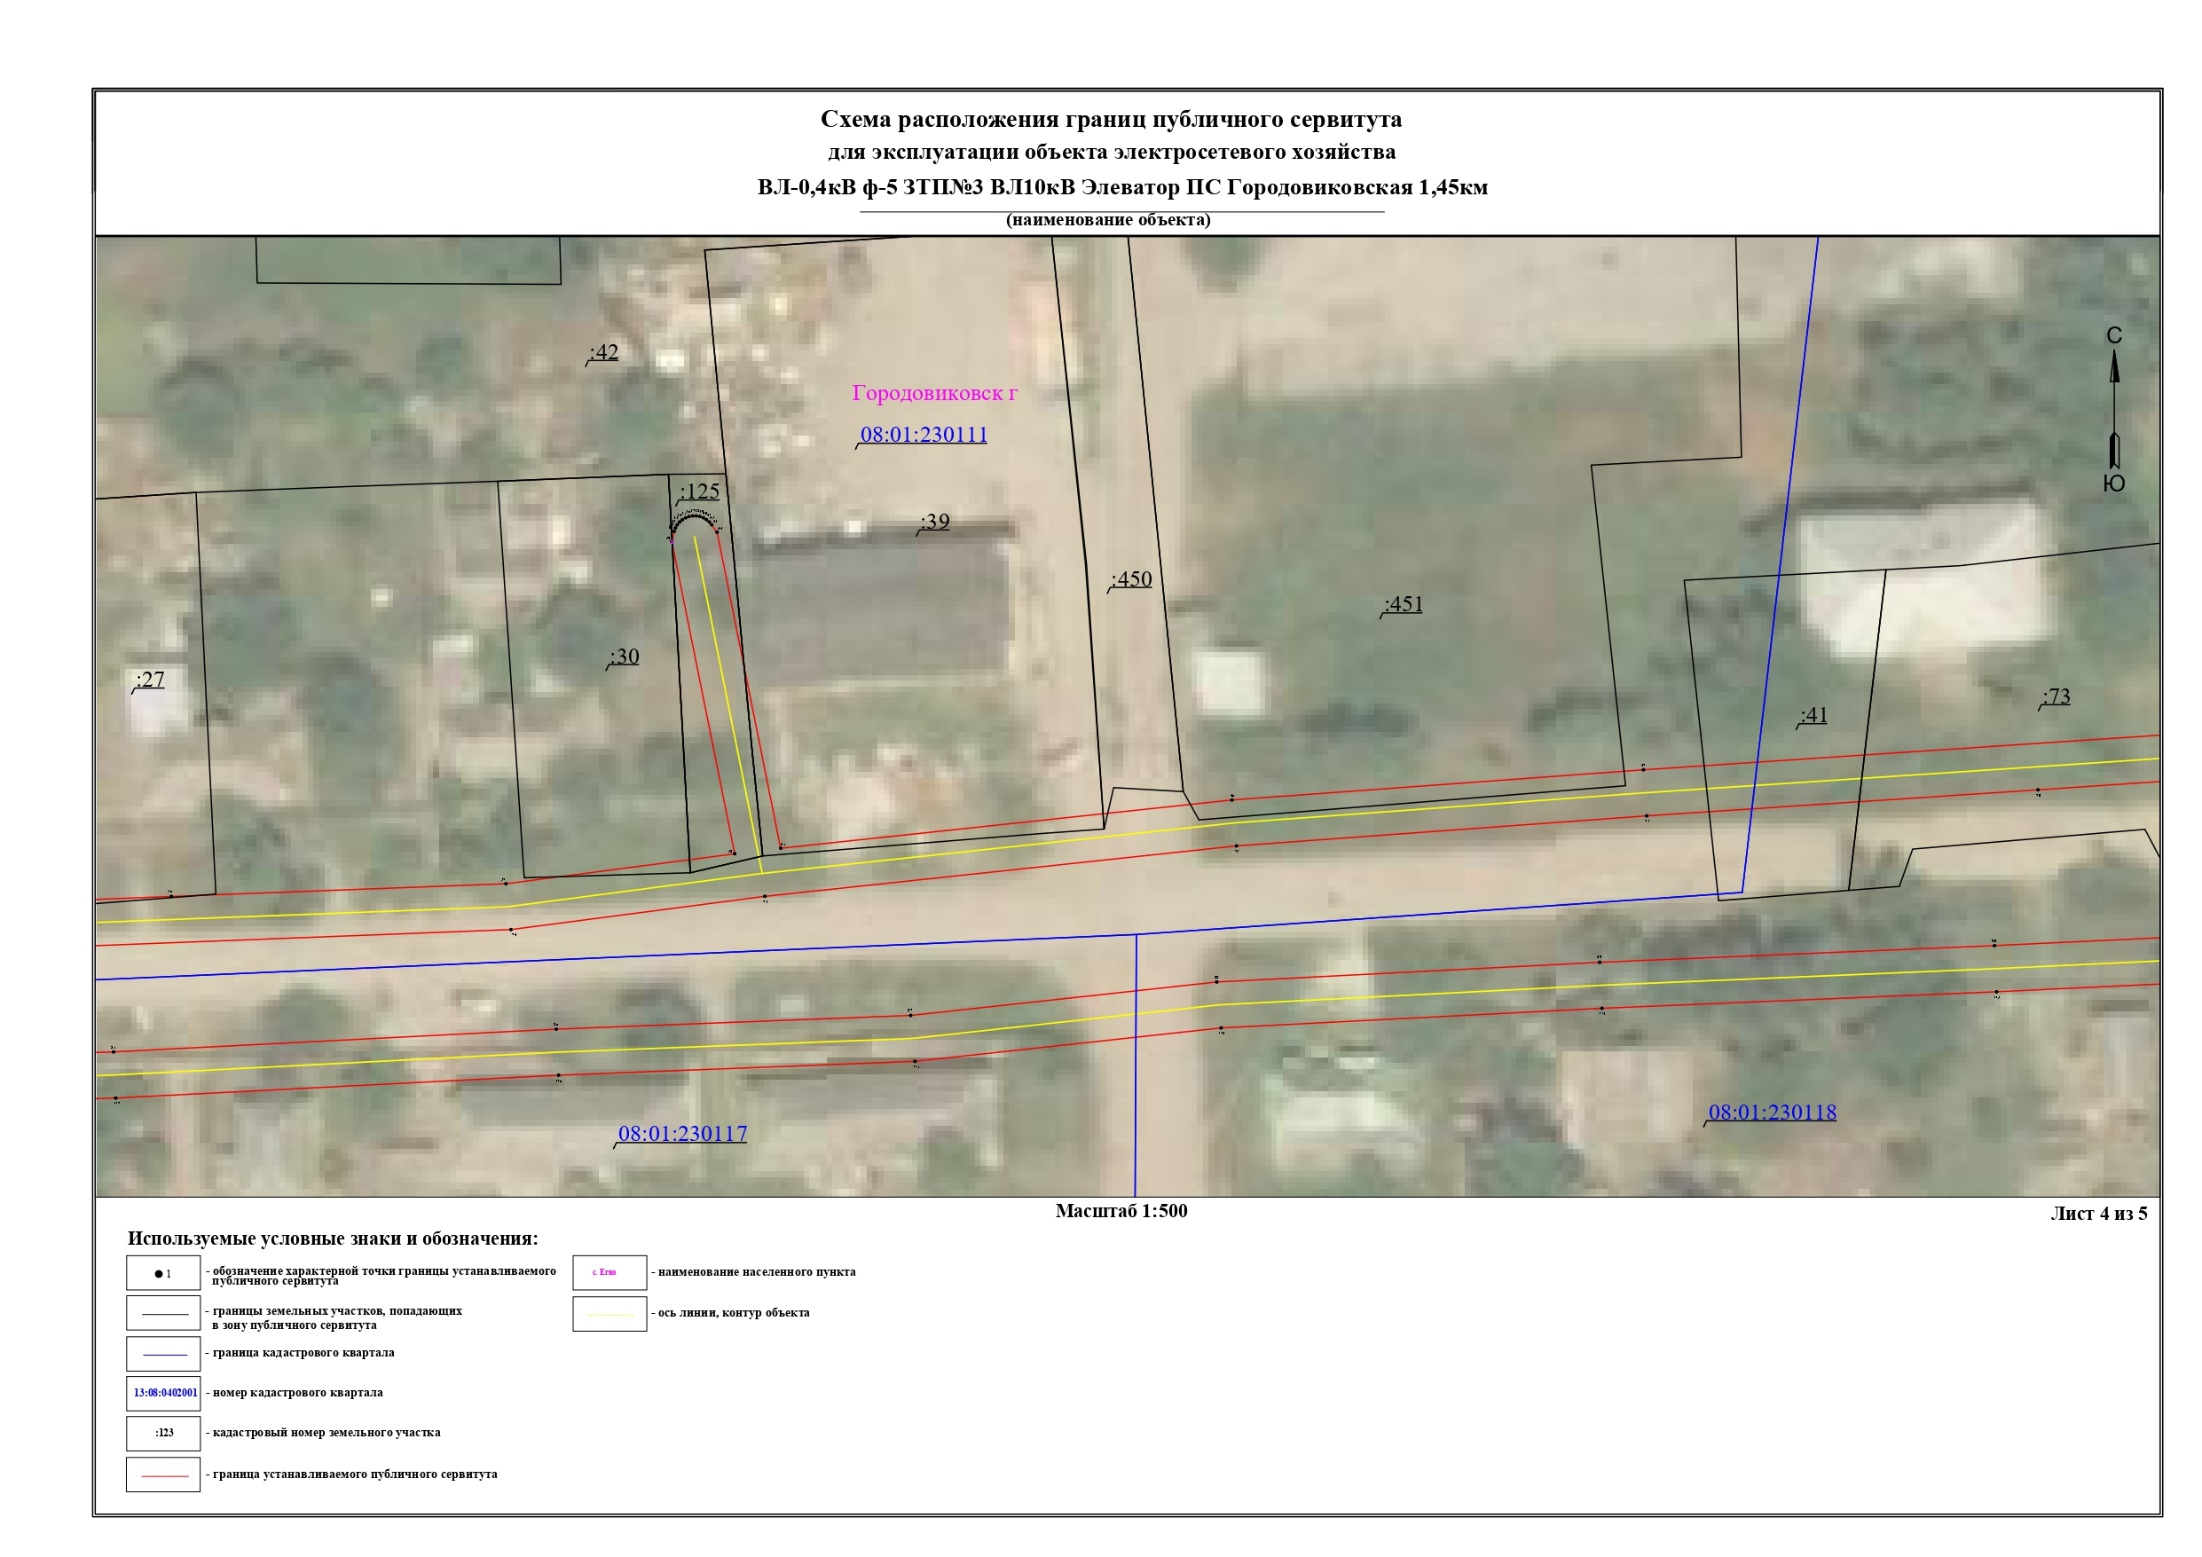 Схема расположения границ публичного сервитута
для эксплуатации объекта электросетевого хозяйства
ВЛ-0,4кВ ф-5 ЗТП№3 ВЛ10кВ Элеватор ПС Городовиковская 1,45км
(наименование объекта)
С
:42
Городовиковск г
08:01:230111
Ю
:125
:39
:450
:451
:30
:27
:73
:41
08:01:230118
08:01:230117
Масштаб 1:500
Лист 4 из 5
Используемые условные знаки и обозначения:
1 - обозначение характерной точки границы устанавливаемого
публичного сервитута
с. Ергa - наименование населенного пункта
- границы земельных участков, попадающих
в зону публичного сервитута
- ось линии, контур объекта
- граница кадастрового квартала
13:08:0402001 - номер кадастрового квартала
:123 - кадастровый номер земельного участка
- граница устанавливаемого публичного сервитута